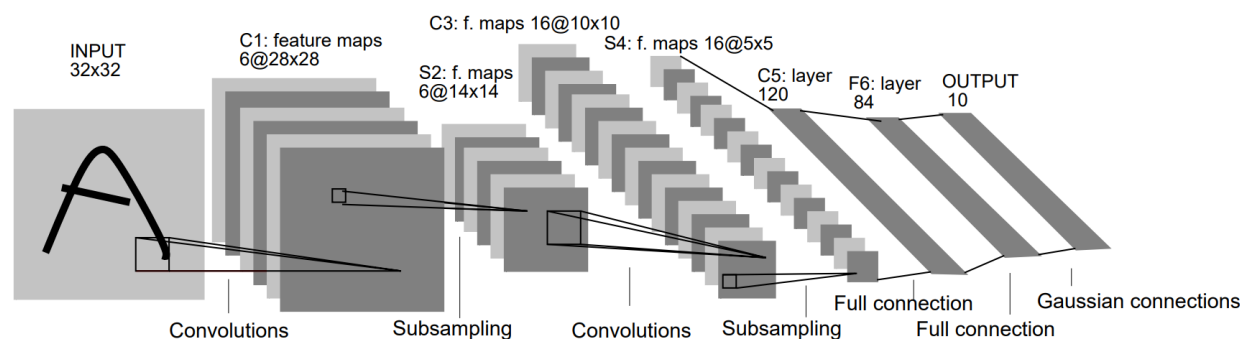 INPUT
32x32
C1: feature maps
6@28x28
S2: f. maps
6@14x14
C3: f. maps 16@10x10
S4: f. maps 16@5x5
C5: layer
120
F6: layer
84
OUTPUT
10
Convolutions
Subsampling
Convolutions
Subsampling
Full connection
Full connection
Gaussian connections